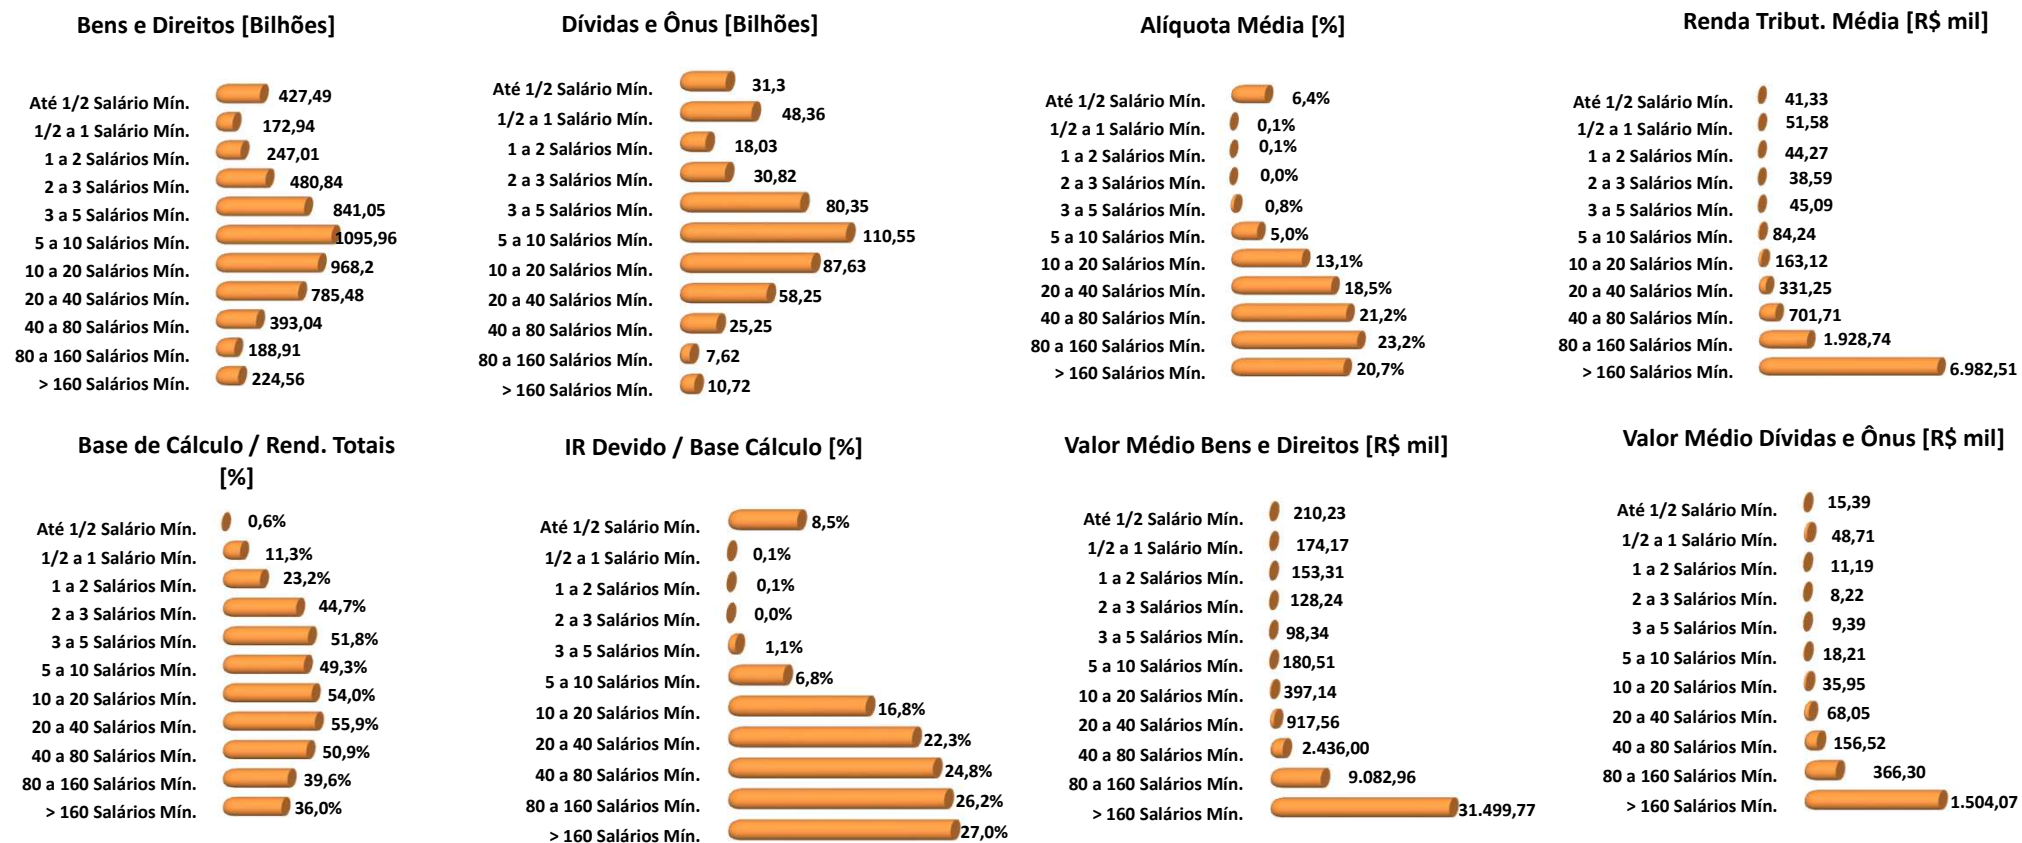 Bens e Direitos [Bilhões]
Até 1/2 Salário Mín. 427,49
1/2 a 1 Salário Mín. 172,94
1 a 2 Salários Mín. 247,01
2 a 3 Salários Mín. 480,84
3 a 5 Salários Mín. 841,05
5 a 10 Salários Mín. 1095,96
10 a 20 Salários Mín. 968,2
20 a 40 Salários Mín. 785,48
40 a 80 Salários Mín. 393,04
80 a 160 Salários Mín. 188,91
> 160 Salários Mín. 224,56
Dívidas e Ônus [Bilhões]
Até 1/2 Salário Mín. 31,3
1/2 a 1 Salário Mín. 48,36
1 a 2 Salários Mín. 18,03
2 a 3 Salários Mín. 30,82
3 a 5 Salários Mín. 80,35
5 a 10 Salários Mín. 110,55
10 a 20 Salários Mín. 87,63
20 a 40 Salários Mín. 58,25
40 a 80 Salários Mín. 25,25
80 a 160 Salários Mín. 7,62
> 160 Salários Mín. 10,72
Alíquota Média [%]
Até 1/2 Salário Mín. 6,4%
1/2 a 1 Salário Mín. 0,1%
1 a 2 Salários Mín. 0,1%
2 a 3 Salários Mín. 0,0%
3 a 5 Salários Mín. 0,8%
5 a 10 Salários Mín. 5,0%
10 a 20 Salários Mín. 13,1%
20 a 40 Salários Mín. 18,5%
40 a 80 Salários Mín. 21,2%
80 a 160 Salários Mín. 23,2%
> 160 Salários Mín. 20,7%
Renda Tribut. Média [R$ mil]
Até 1/2 Salário Mín. 41,33
1/2 a 1 Salário Mín. 51,58
1 a 2 Salários Mín. 44,27
2 a 3 Salários Mín. 38,59
3 a 5 Salários Mín. 45,09
5 a 10 Salários Mín. 84,24
10 a 20 Salários Mín. 163,12
20 a 40 Salários Mín. 331,25
40 a 80 Salários Mín. 701,71
80 a 160 Salários Mín. 1.928,74
> 160 Salários Mín. 6.982,51
Base de Cálculo / Rend. Totais
[%]
Até 1/2 Salário Mín. 0,6%
1/2 a 1 Salário Mín. 11,3%
1 a 2 Salários Mín. 23,2%
2 a 3 Salários Mín. 44,7%
3 a 5 Salários Mín. 51,8%
5 a 10 Salários Mín. 49,3%
10 a 20 Salários Mín. 54,0%
20 a 40 Salários Mín. 55,9%
40 a 80 Salários Mín. 50,9%
80 a 160 Salários Mín. 39,6%
> 160 Salários Mín. 36,0%
IR Devido / Base Cálculo [%]
Até 1/2 Salário Mín. 8,5%
1/2 a 1 Salário Mín. 0,1%
1 a 2 Salários Mín. 0,1%
2 a 3 Salários Mín. 0,0%
3 a 5 Salários Mín. 1,1%
5 a 10 Salários Mín. 6,8%
10 a 20 Salários Mín. 16,8%
20 a 40 Salários Mín. 22,3%
40 a 80 Salários Mín. 24,8%
80 a 160 Salários Mín. 26,2%
> 160 Salários Mín. 27,0%
Valor Médio Bens e Direitos [R$ mil]
Até 1/2 Salário Mín. 210,23
1/2 a 1 Salário Mín. 174,17
1 a 2 Salários Mín. 153,31
2 a 3 Salários Mín. 128,24
3 a 5 Salários Mín. 98,34
5 a 10 Salários Mín. 180,51
10 a 20 Salários Mín. 397,14
20 a 40 Salários Mín. 917,56
40 a 80 Salários Mín. 2.436,00
80 a 160 Salários Mín. 9.082,96
> 160 Salários Mín. 31.499,77
Valor Médio Dívidas e Ônus [R$ mil]
Até 1/2 Salário Mín. 15,39
1/2 a 1 Salário Mín. 48,71
1 a 2 Salários Mín. 11,19
2 a 3 Salários Mín. 8,22
3 a 5 Salários Mín. 9,39
5 a 10 Salários Mín. 18,21
10 a 20 Salários Mín. 35,95
20 a 40 Salários Mín. 68,05
40 a 80 Salários Mín. 156,52
80 a 160 Salários Mín. 366,30
> 160 Salários Mín. 1.504,07